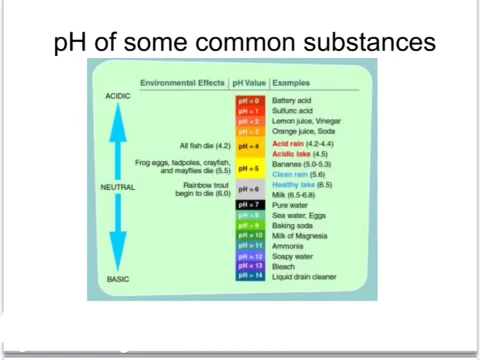 pH of some common substances
Environmental Effects | pH Value | Examples
ACIDIC
pH = 0 Battery acid
pH = 1 Sulfuric acid
pH = 2 Lemon juice, Vinegar
pH = 3 Orange juice, Soda
All fish die (4.2) pH = 4 Acid rain (4.2-4.4)
Acidic lake (4.5)
Frog eggs, tadpoles, crayfish, pH = 5 Bananas (5.0-5.3)
and mayflies die (5.5) Clean rain (5.6)
NEUTRAL Rainbow trout pH = 6 Healthy lake (6.5)
begin to die (6.0) Milk (6.5-6.8)
pH = 7 Pure water
pH = 8 Sea water, Eggs
pH = 9 Baking soda
pH = 10 Milk of Magnesia
pH = 11 Ammonia
pH = 12 Soapy water
pH = 13 Bleach
BASIC pH = 14 Liquid drain cleaner